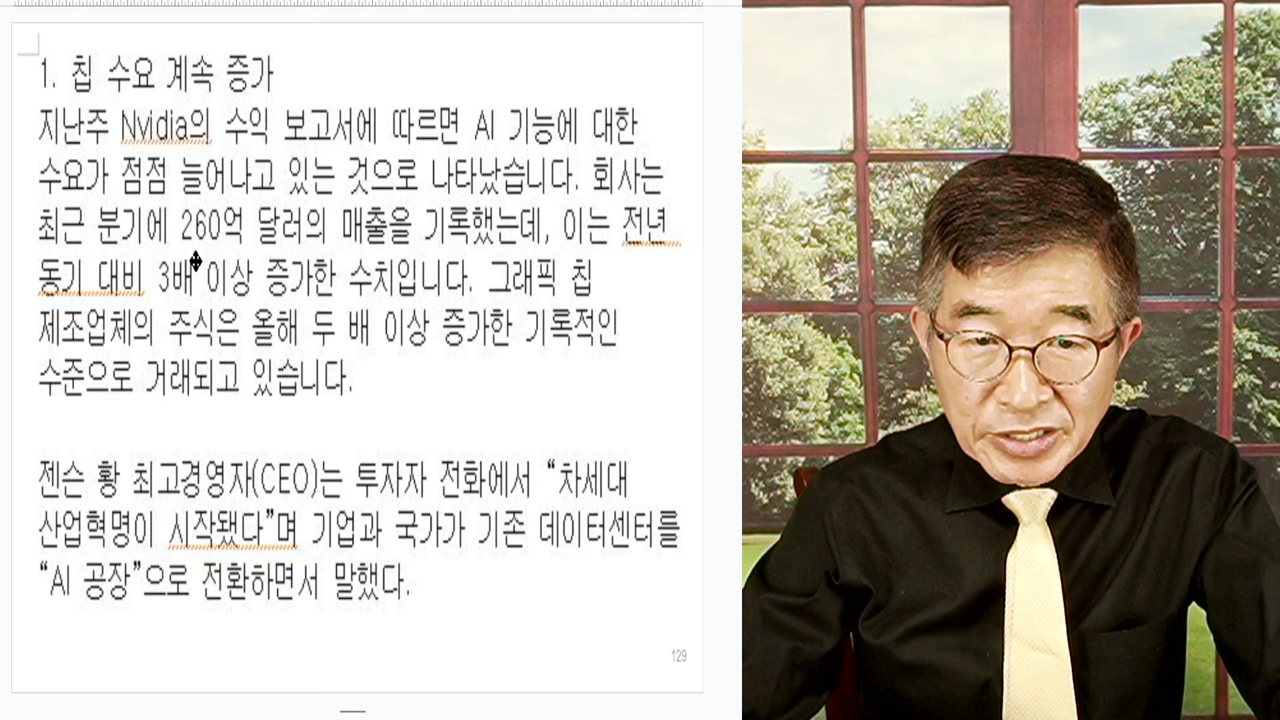 1. 칩 수요 계속 증가
지난주 Nvidia의 수익 보고서에 따르면 AI 기능에 대한
수요가 점점 늘어나고 있는 것으로 나타났습니다. 회사는
최근 분기에 260억 달러의 매출을 기록했는데, 이는 전년
동기 대비 3배 이상 증가한 수치입니다. 그래픽 칩
제조업체의 주식은 올해 두 배 이상 증가한 기록적인
수준으로 거래되고 있습니다.
젠슨 황 최고경영자(CEO)는 투자자 전화에서 “차세대
산업혁명이 시작됐다”며 기업과 국가가 기존 데이터센터를
“AI 공장”으로 전환하면서 말했다.
129